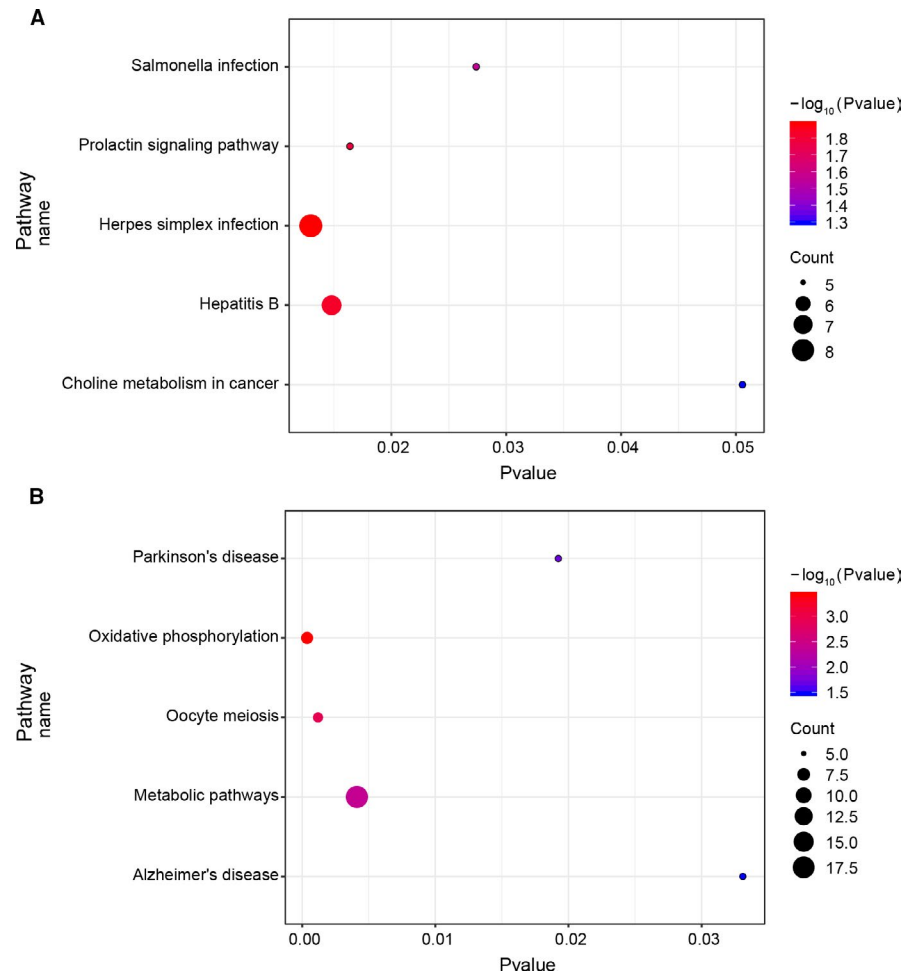 A
Salmonella infection
Prolactin signaling pathway
Herpes simplex infection
Hepatitis B
Choline metabolism in cancer
Pathway
name
0.02 0.03 0.04 0.05
Pvalue
−log10(Pvalue)
1.8
1.7
1.6
1.5
1.4
1.3
Count
5
6
7
8
B
Parkinson's disease
Oxidative phosphorylation
Oocyte meiosis
Metabolic pathways
Alzheimer's disease
Pathway
name
0.00 0.01 0.02 0.03
Pvalue
−log10(Pvalue)
3.0
2.5
2.0
1.5
Count
5.0
7.5
10.0
12.5
15.0
17.5